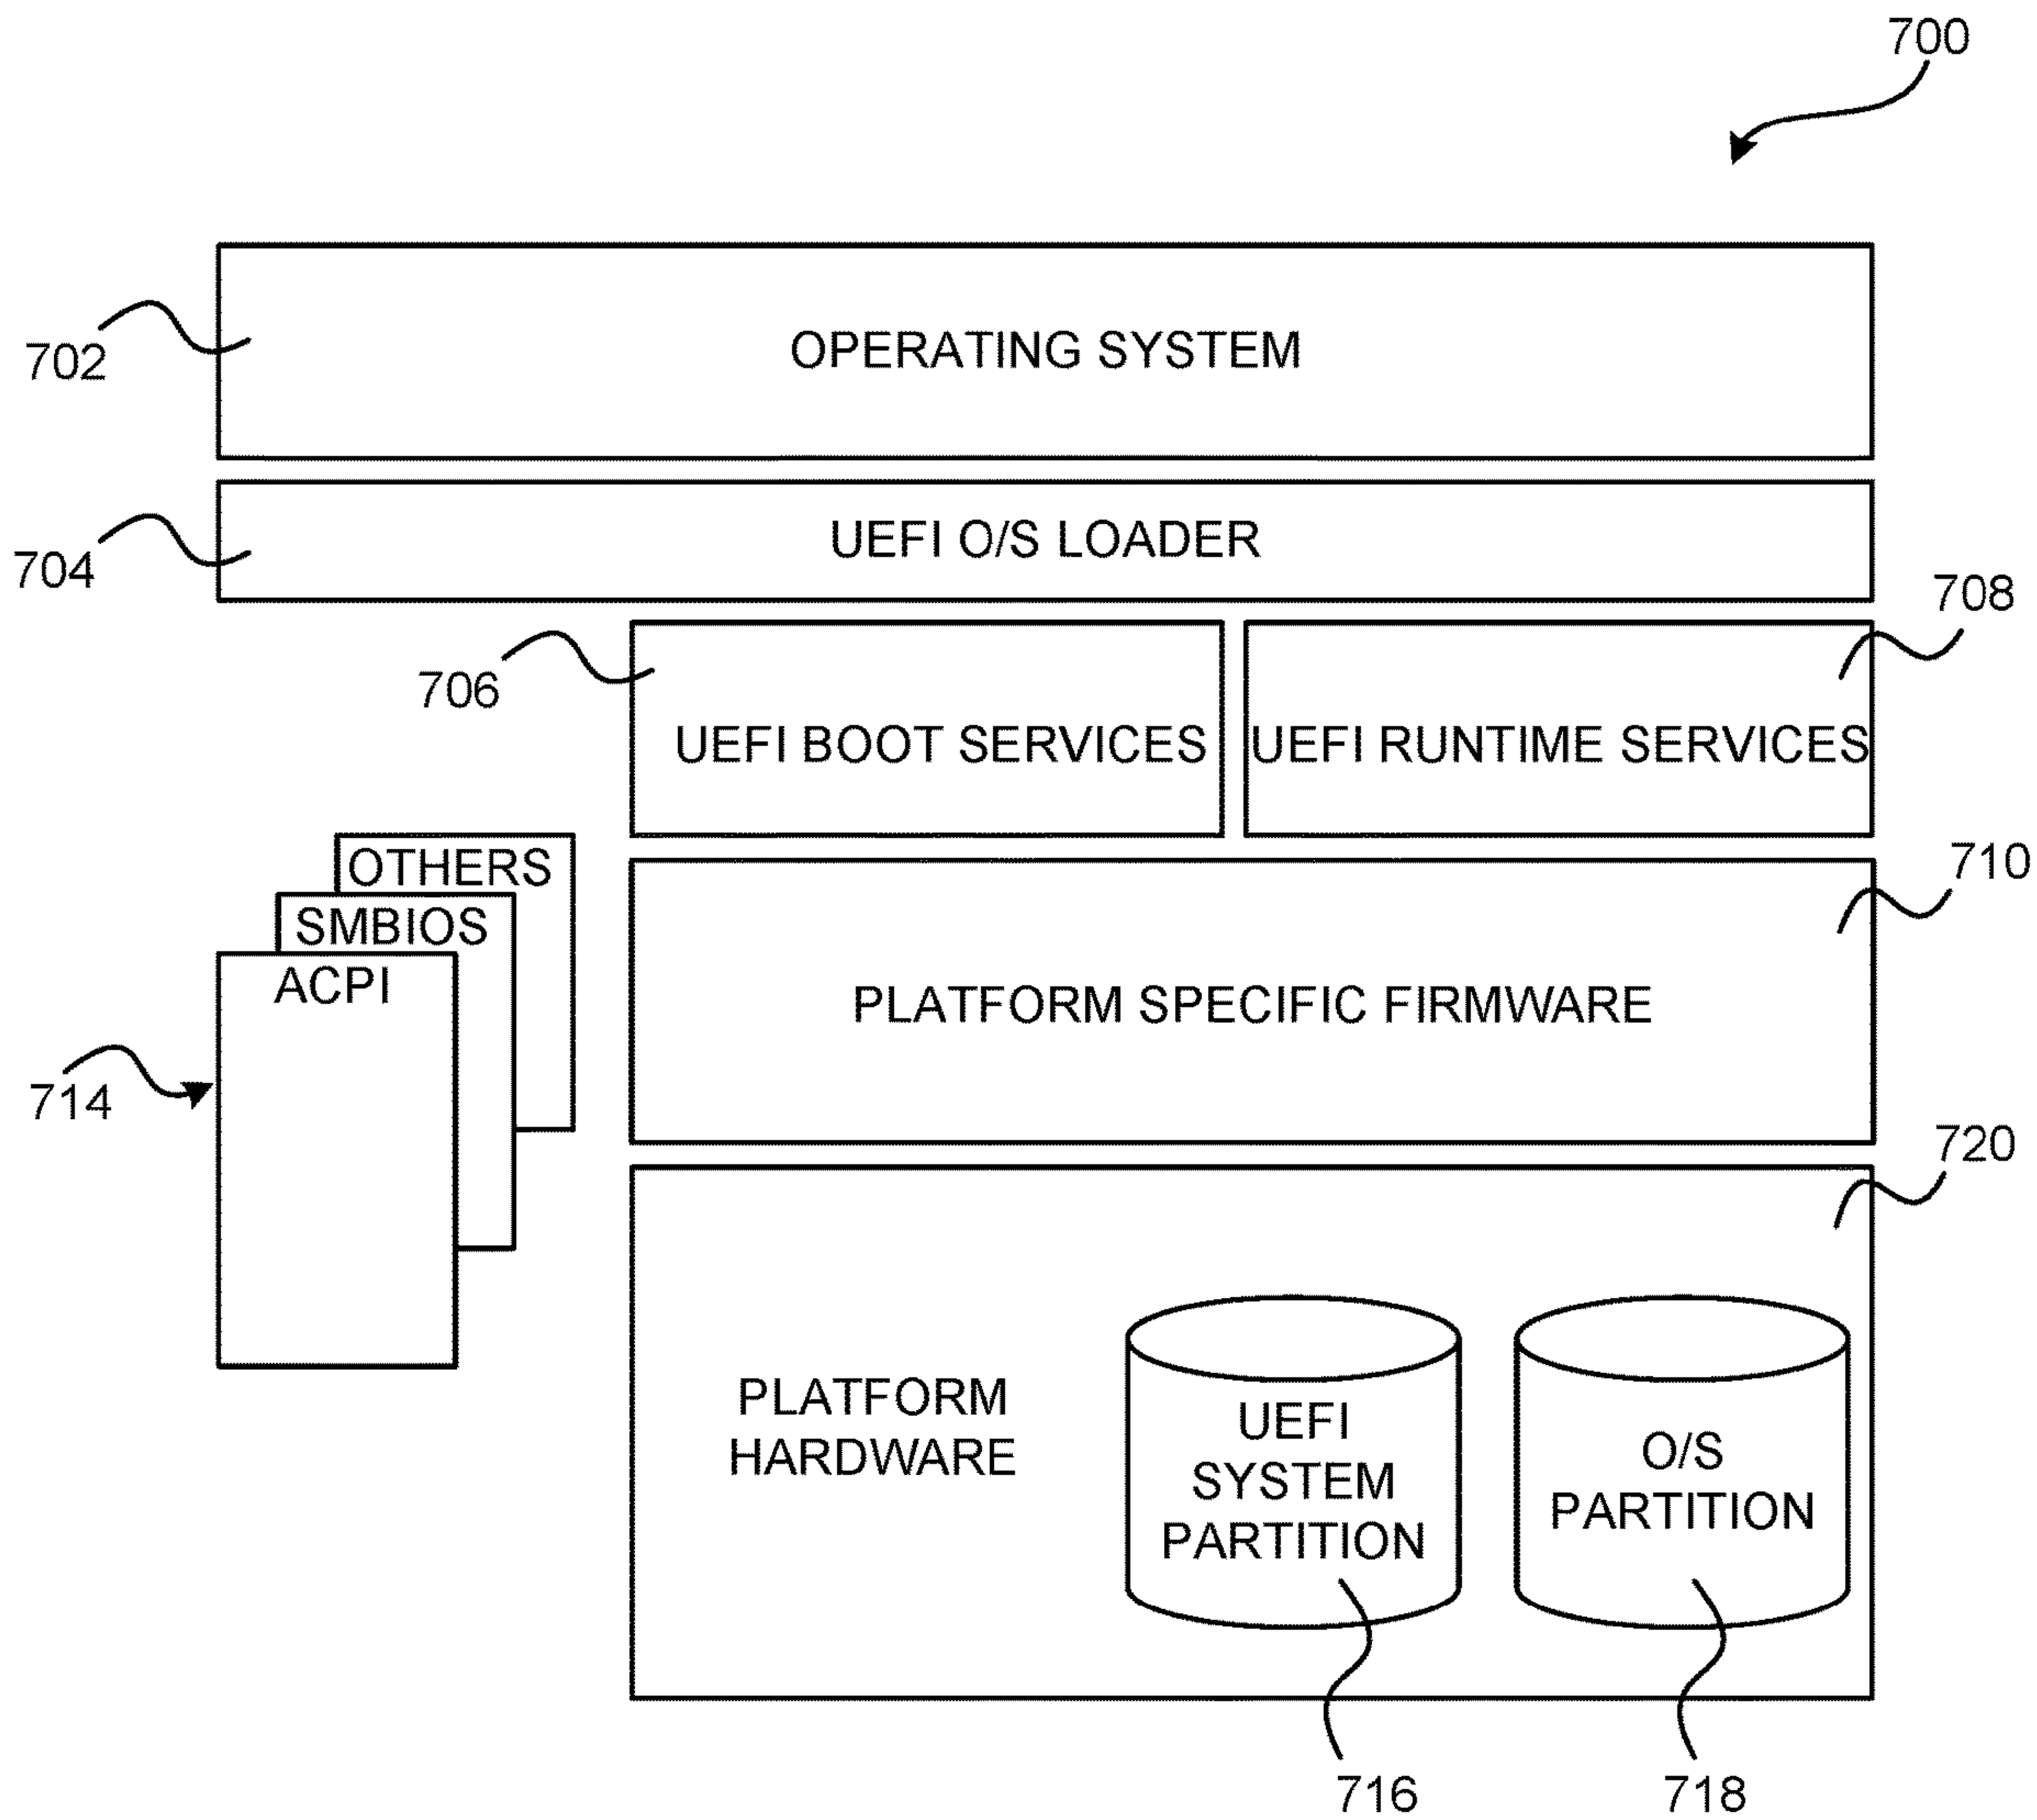 700
OPERATING SYSTEM
702
UEFI O/S LOADER
704
708
706
UEFI BOOT SERVICES
UEFI RUNTIME SERVICES
OTHERS
SMBIOS
ACPI
710
PLATFORM SPECIFIC FIRMWARE
714
720
PLATFORM
HARDWARE
UEFI
SYSTEM
PARTITION
O/S
PARTITION
716
718